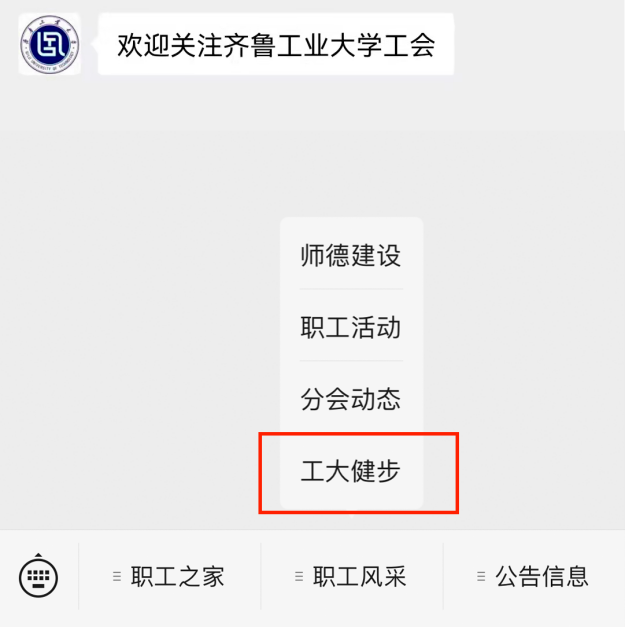 欢迎关注齐鲁工业大学工会
师德建设
职工活动
分会动态
工大健步
职工之家
职工风采
公告信息